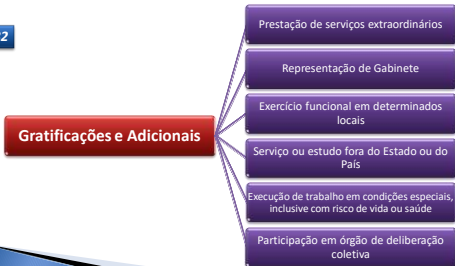 Prestação de serviços extraordinários
Representação de Gabinete
Exercício funcional em determinados
locais
Gratificações e Adicionais
Serviço ou estudo fora do Estado ou do
País
Execução de trabalho em condições especiais,
inclusive com risco de vida ou saúde
Participação em órgão de deliberação
coletiva